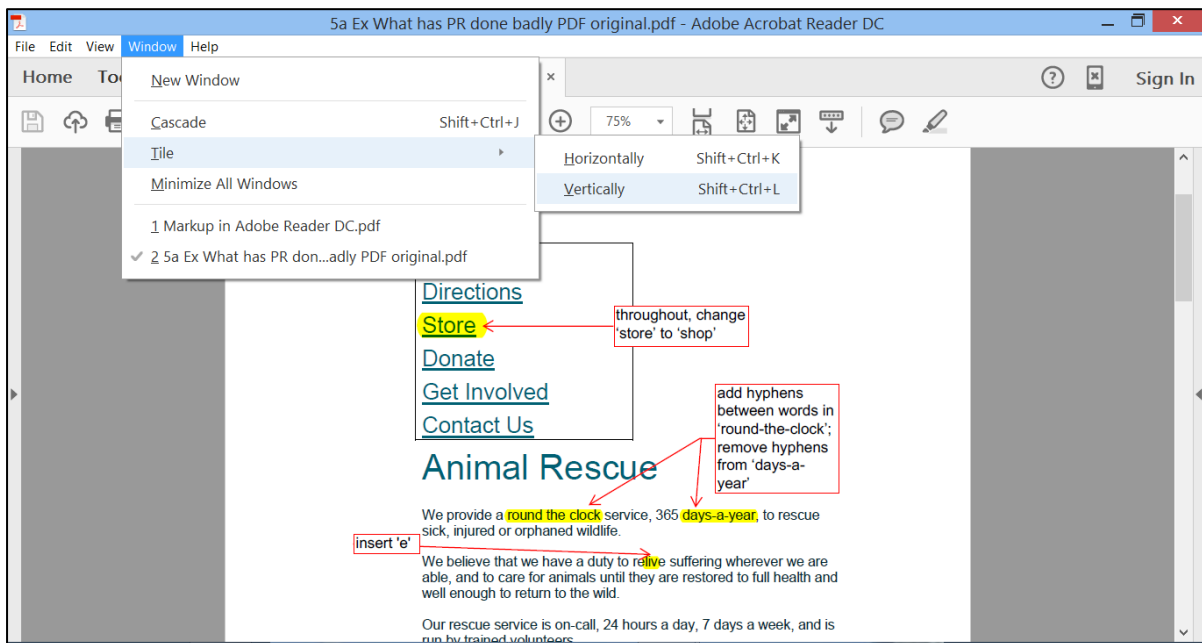 5a Ex What has PR done badly PDF original.pdf - Adobe Acrobat Reader DC
File Edit View Window Help
Home To
Sign In
New Window
Cascade Shift+Ctrl+J
75%
Tile
Horizontally Shift+Ctrl+K
Minimize All Windows
Vertically Shift+Ctrl+L
1 Markup in Adobe Reader DC.pdf
2 5a Ex What has PR don...adly PDF original.pdf
Directions
Store
throughout, change
'store' to 'shop'
Donate
Get Involved
Contact Us
add hyphens
between words in
'round-the-clock';
remove hyphens
from 'days-a-
year'
Animal Rescue
We provide a round the clock service, 365 days-a-year, to rescue
sick, injured or orphaned wildlife.
insert 'e'
We believe that we have a duty to relive suffering wherever we are
able, and to care for animals until they are restored to full health and
well enough to return to the wild.
Our rescue service is on-call, 24 hours a day, 7 days a week, and is
run by trained volunteers